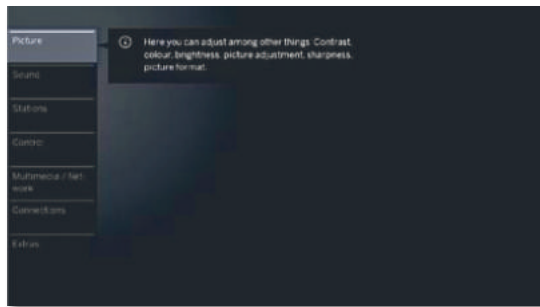 Picture
Here you can adjust among other things: Contrast,
colour, brightness, picture adjustment, sharpness,
picture format.
Sound
Stations
Control
Multimedia / Net-
work
Connections
Extras